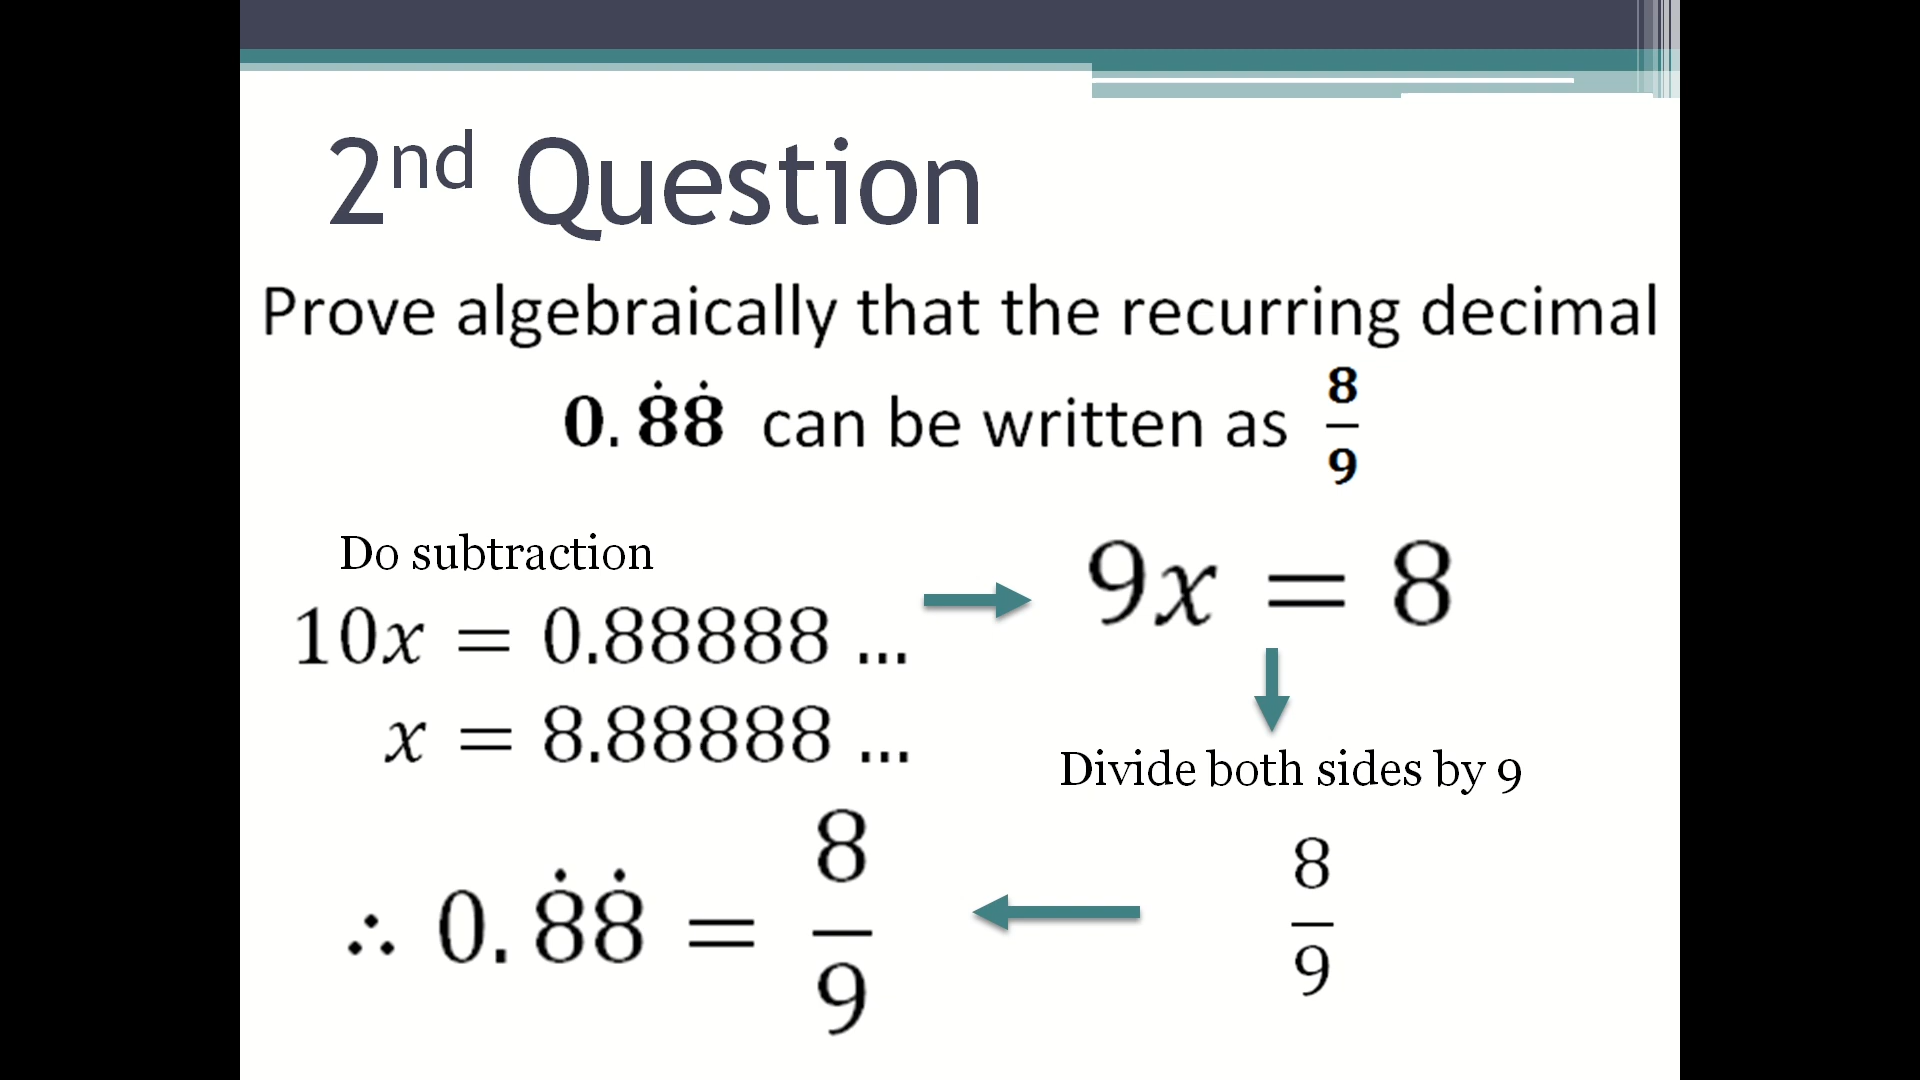 2nd Question
Prove algebraically that the recurring decimal
0.8̇8̇ can be written as 8/9
Do subtraction
10x = 0.88888 ...
x = 8.88888 ...
9x = 8
Divide both sides by 9
8/9
∴ 0.8̇8̇ = 8/9